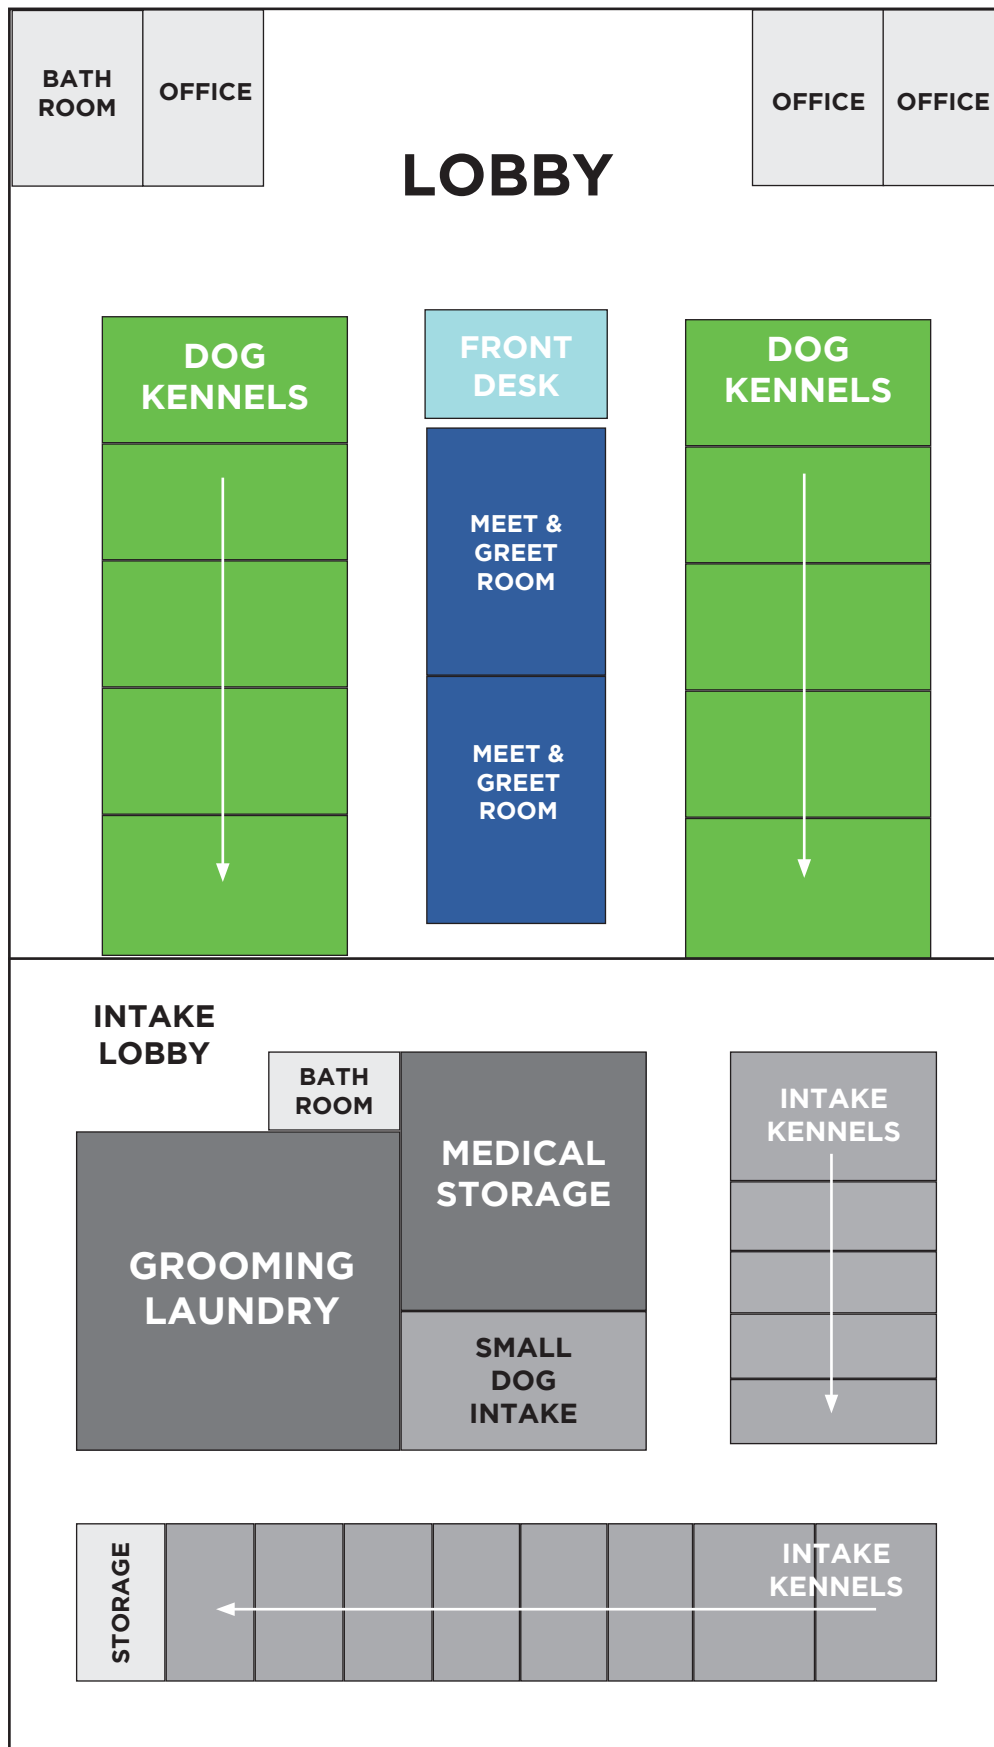 BATH
ROOM
OFFICE
OFFICE
OFFICE
LOBBY
DOG
KENNELS
FRONT
DESK
DOG
KENNELS
MEET &
GREET
ROOM
MEET &
GREET
ROOM
INTAKE
LOBBY
BATH
ROOM
MEDICAL
STORAGE
INTAKE
KENNELS
GROOMING
LAUNDRY
SMALL
DOG
INTAKE
STORAGE
INTAKE
KENNELS